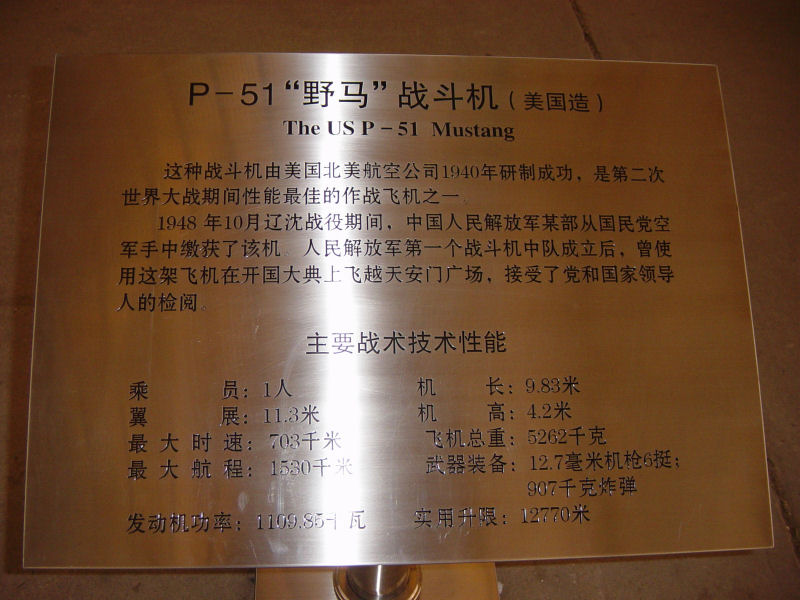 P-51“野马”战斗机（美国造）
The US P-51 Mustang
这种战斗机由美国北美航空公司1940年研制成功，是第二次
世界大战期间性能最佳的作战飞机之一。
1948 年10月辽沈战役期间，中国人民解放军某部从国民党空
军手中缴获了该机。人民解放军第一个战斗机中队成立后，曾使
用这架飞机在开国大典上飞越天安门广场，接受了党和国家领导
人的检阅。
主要战术技术性能
乘员：1人 机长：9.83米
翼展：11.3米 机高：4.2米
最大时速：703千米 飞机总重：5262千克
最大航程：1530千米 武器装备：12.7毫米机枪6挺；
907千克炸弹
发动机功率：1109.85千瓦 实用升限：12770米